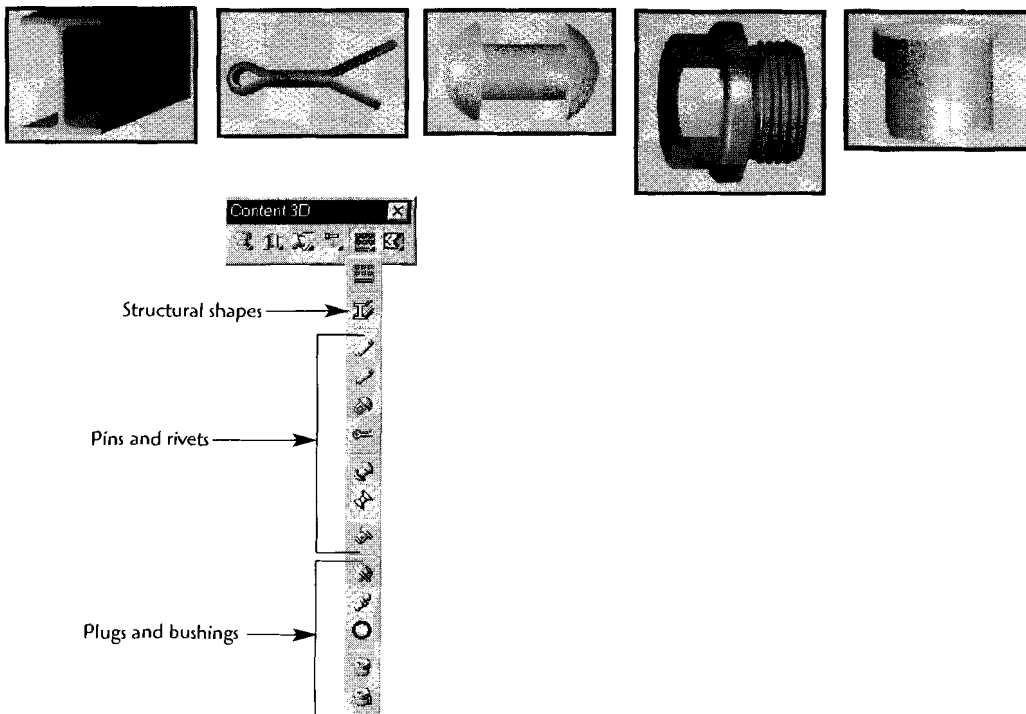 Content 3D
Structural shapes
Pins and rivets
Plugs and bushings